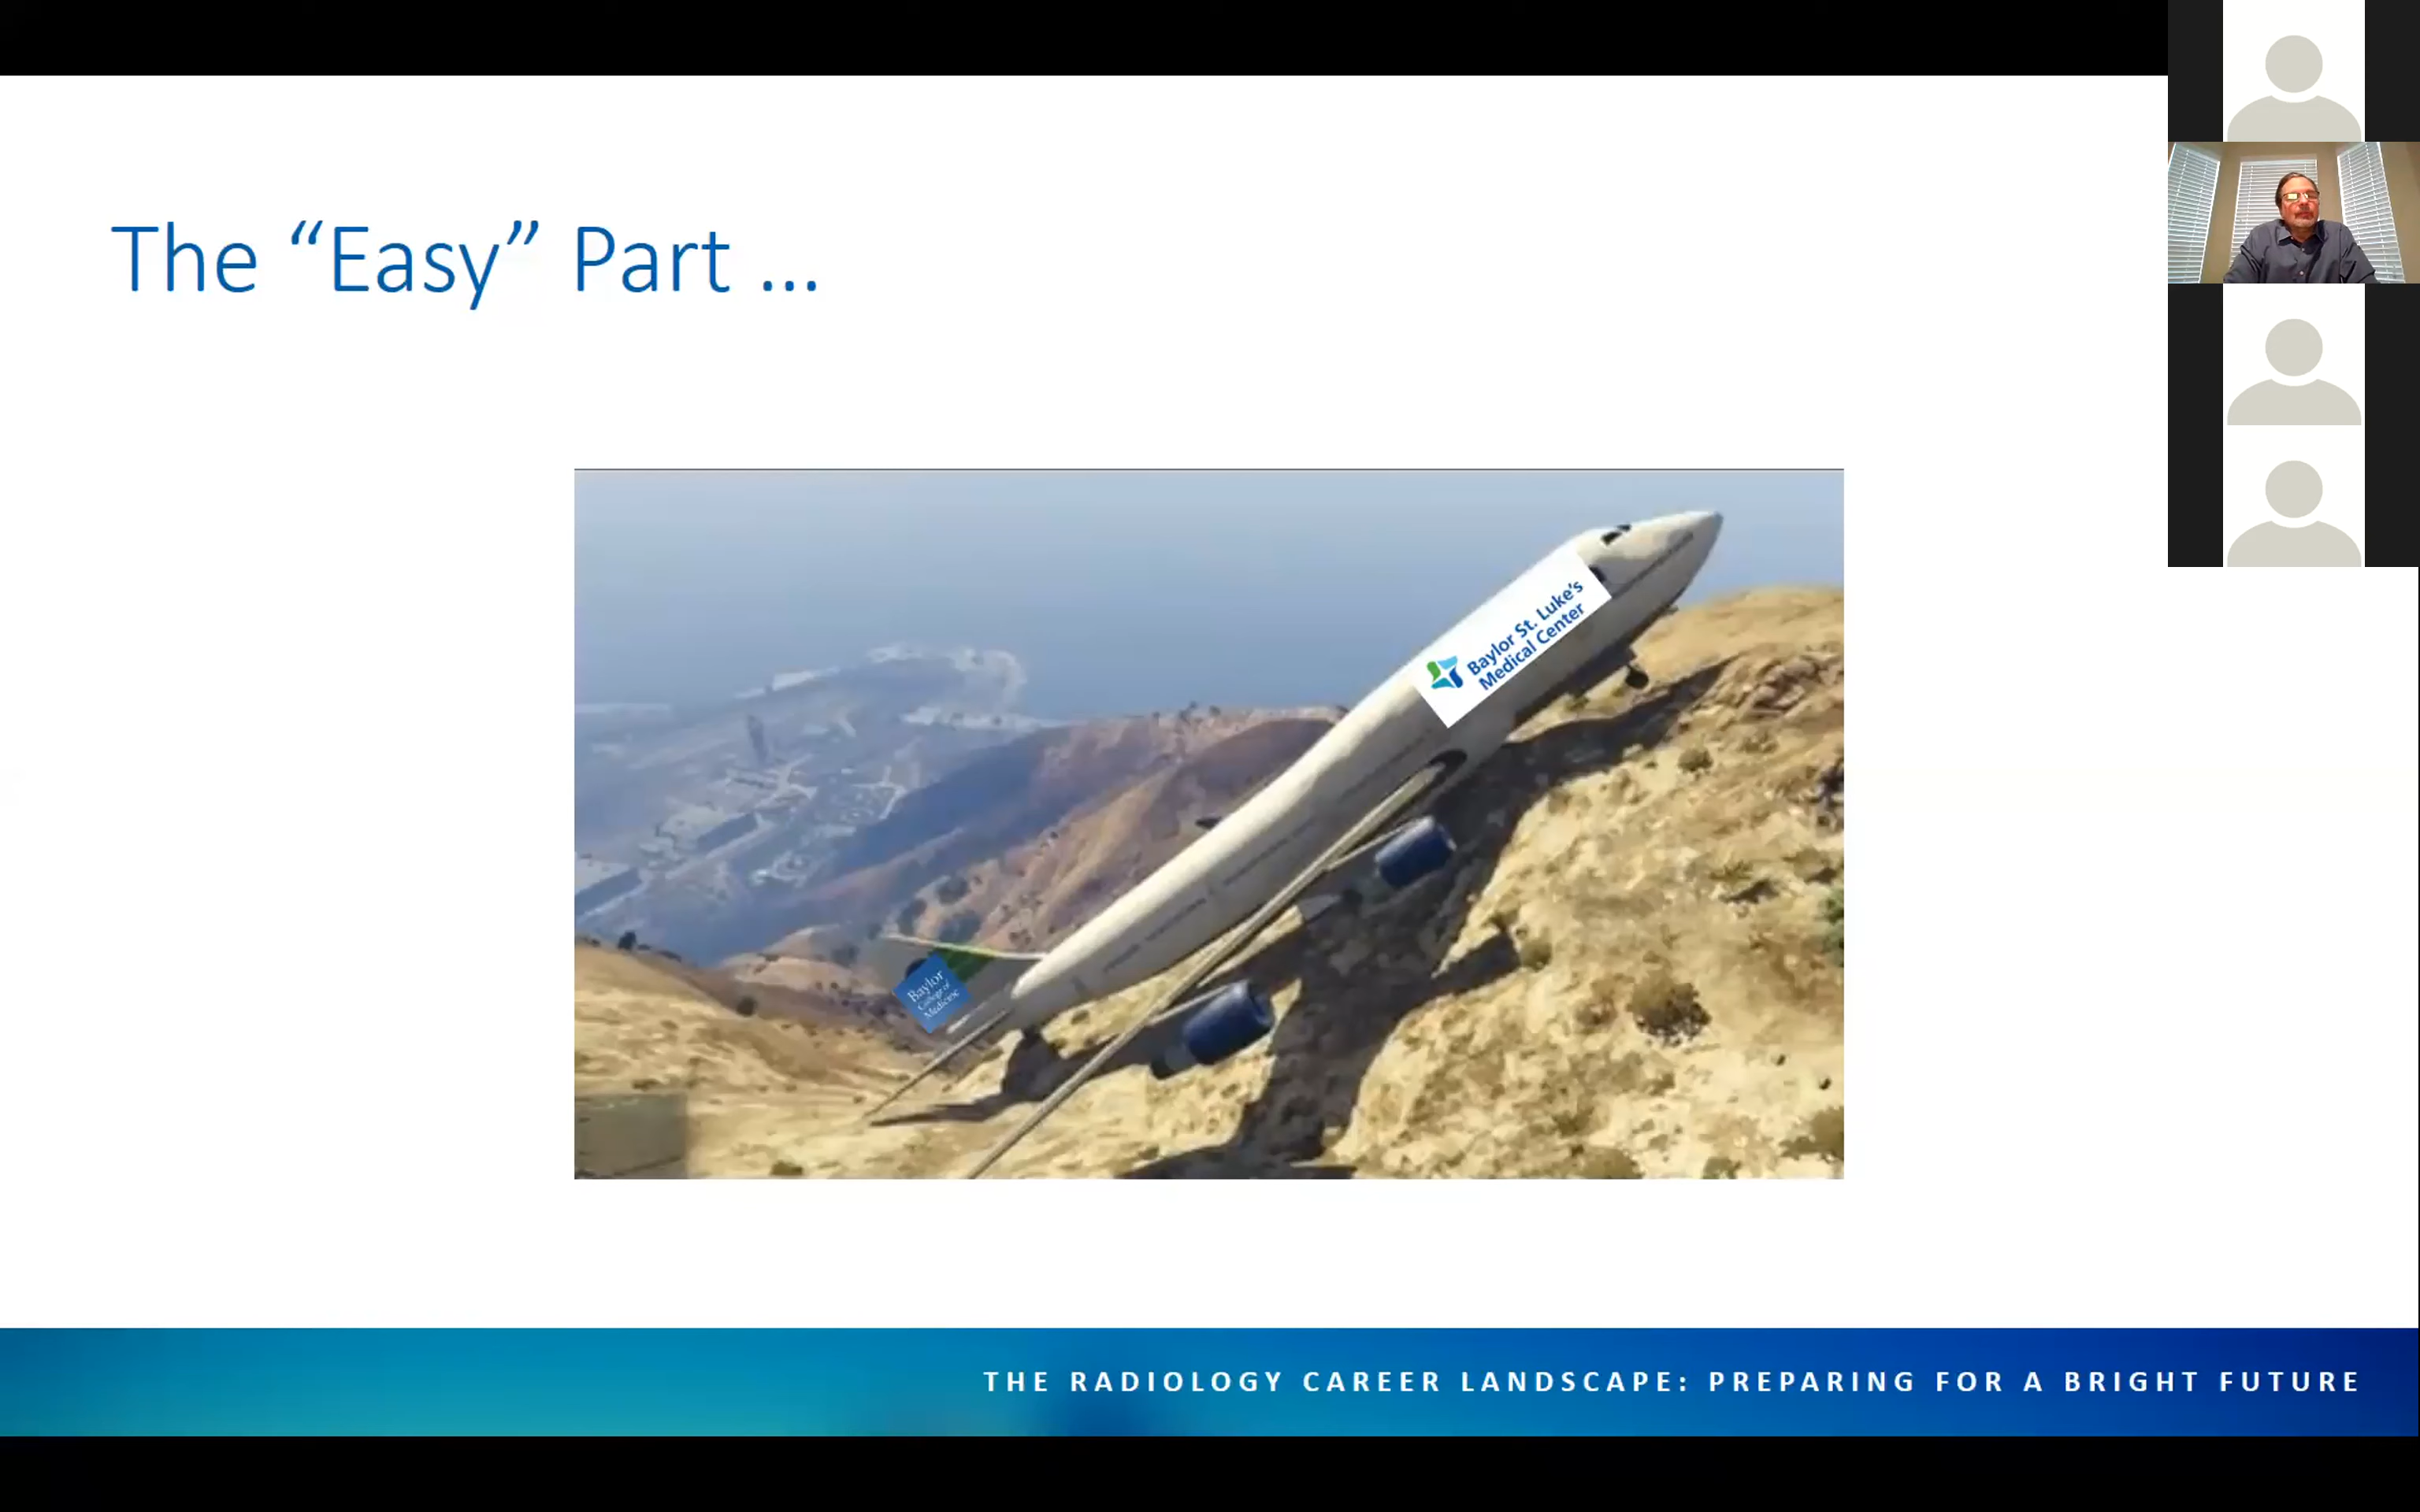 The “Easy” Part ...
Baylor St. Luke's
Medical Center
Baylor
College of
Medicine
THE RADIOLOGY CAREER LANDSCAPE: PREPARING FOR A BRIGHT FUTURE